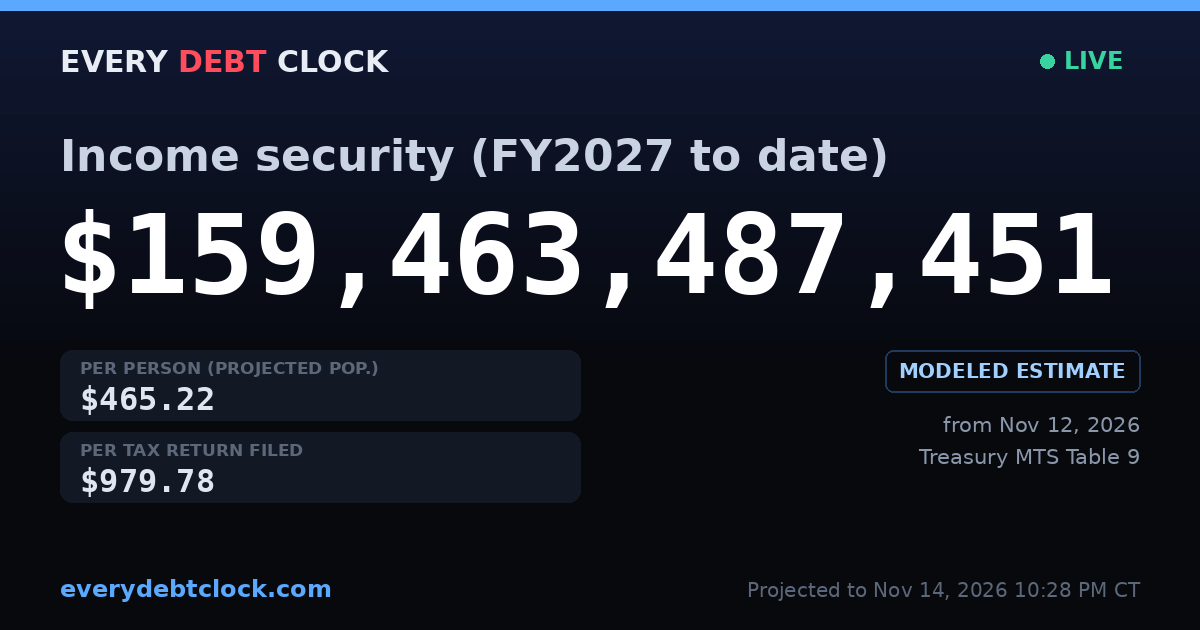 EVERY DEBT CLOCK
LIVE
Income security (FY2027 to date)
$159,463,487,451
PER PERSON (PROJECTED POP.)
$465.22
PER TAX RETURN FILED
$979.78
MODELED ESTIMATE
from Nov 12, 2026
Treasury MTS Table 9
everydebtclock.com
Projected to Nov 14, 2026 10:28 PM CT